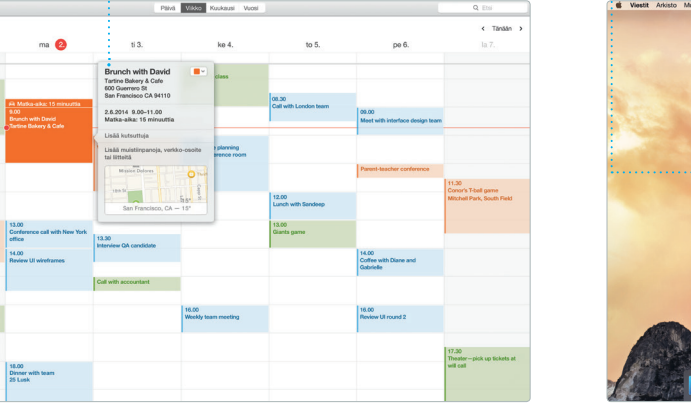 Päivä Viikko Kuukausi Vuosi
Etsi
< Tänään >
ma 2.
ti 3.
ke 4.
to 5.
pe 6.
la 7.
Matka-aika: 15 minuuttia
9.00
Brunch with David
Tartine Bakery & Cafe
13.00
Conference call with New York
office
14.00
Review UI wireframes
18.00
Dinner with team
25 Lusk
Brunch with David
Tartine Bakery & Cafe
600 Guerrero St
San Francisco CA 94110
2.6.2014 9.00–11.00
Matka-aika: 15 minuuttia
Lisää kutsuttuja
Lisää muistiinpanoja, verkko-osoite
tai liitteitä
Mission Dolores
18th St
San Francisco, CA — 15°
13.30
Interview QA candidate
Call with accountant
class
planning
rence room
16.00
Weekly team meeting
08.30
Call with London team
12.00
Lunch with Sandeep
13.00
Giants game
09.00
Meet with interface design team
Parent-teacher conference
14.00
Coffee with Diane and
Gabrielle
16.00
Review UI round 2
11.30
Conor's T-ball game
Mitchell Park, South Field
17.30
Theater—pick up tickets at
will call
Viestit Arkisto